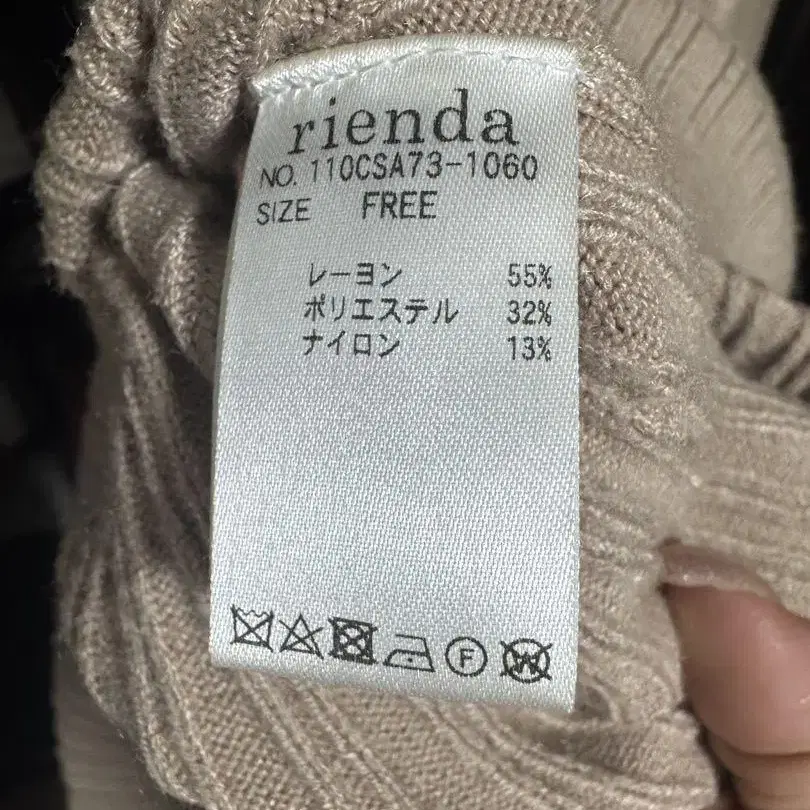 rienda
NO. 110CSA73-1060
SIZE FREE
レーヨン 55%
ポリエステル 32%
ナイロン 13%
F W